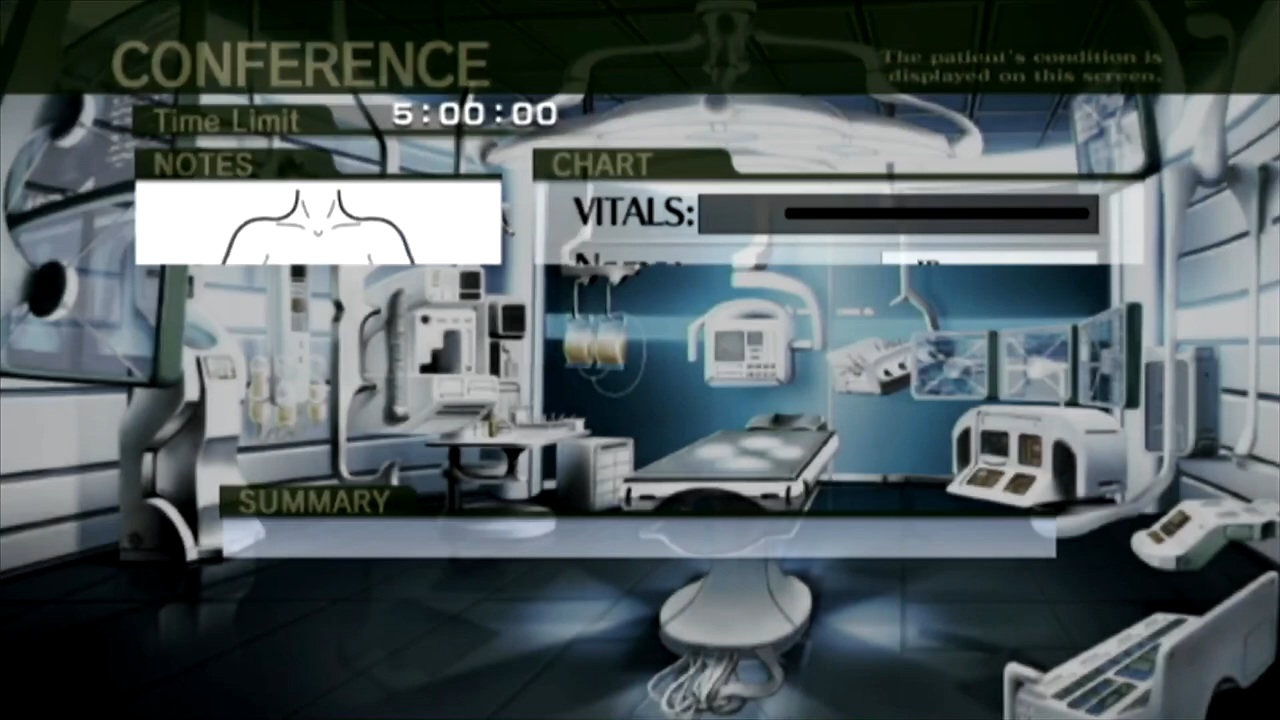 CONFERENCE
The patient's condition is
displayed on this screen.
Time Limit 5:00:00
NOTES
CHART
VITALS:
SUMMARY